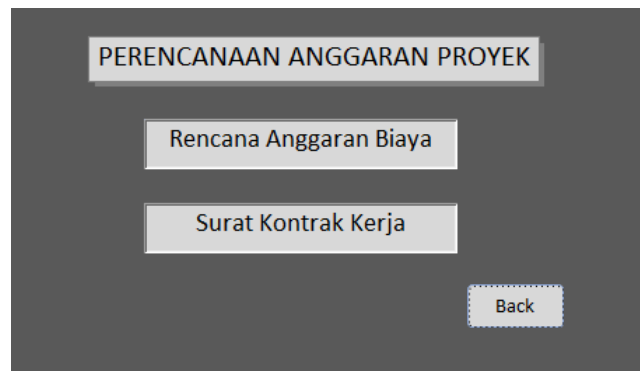 PERENCANAAN ANGGARAN PROYEK
Rencana Anggaran Biaya
Surat Kontrak Kerja
Back